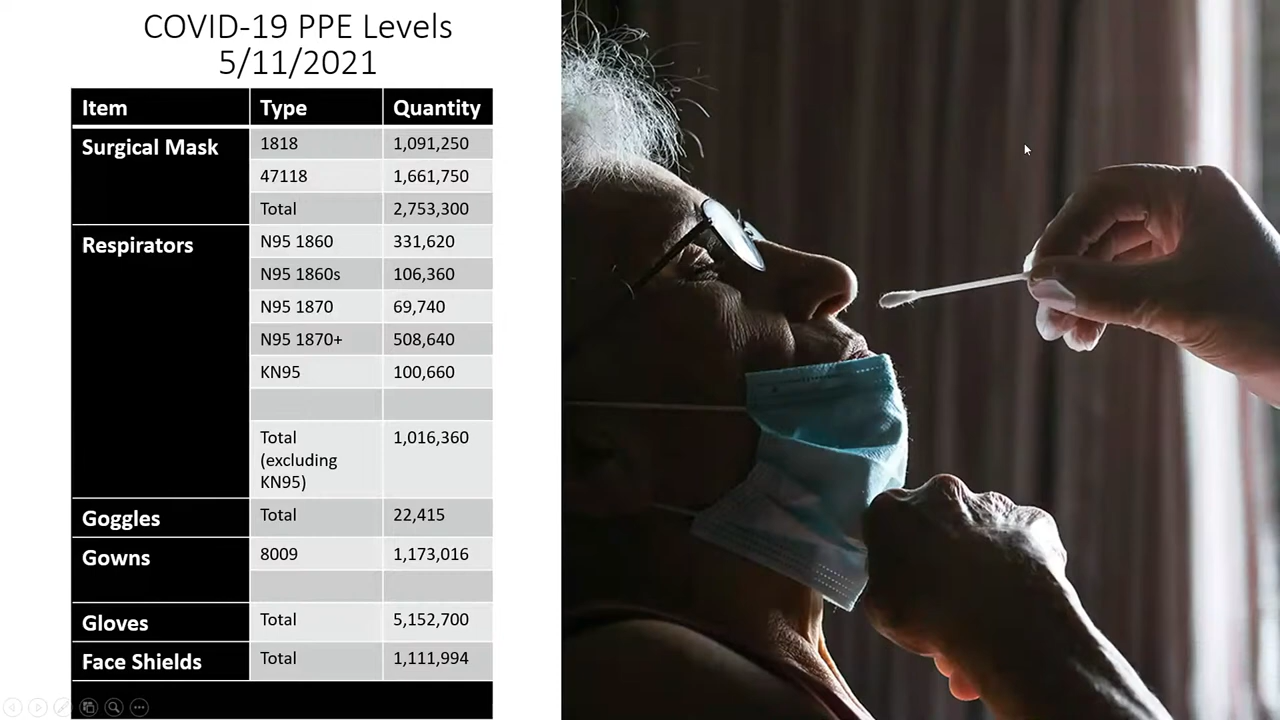 COVID-19 PPE Levels
5/11/2021
Item Type Quantity
Surgical Mask 1818 1,091,250
47118 1,661,750
Total 2,753,300
Respirators N95 1860 331,620
N95 1860s 106,360
N95 1870 69,740
N95 1870+ 508,640
KN95 100,660
Total 1,016,360
(excluding
KN95)
Goggles Total 22,415
Gowns 8009 1,173,016
Gloves Total 5,152,700
Face Shields Total 1,111,994